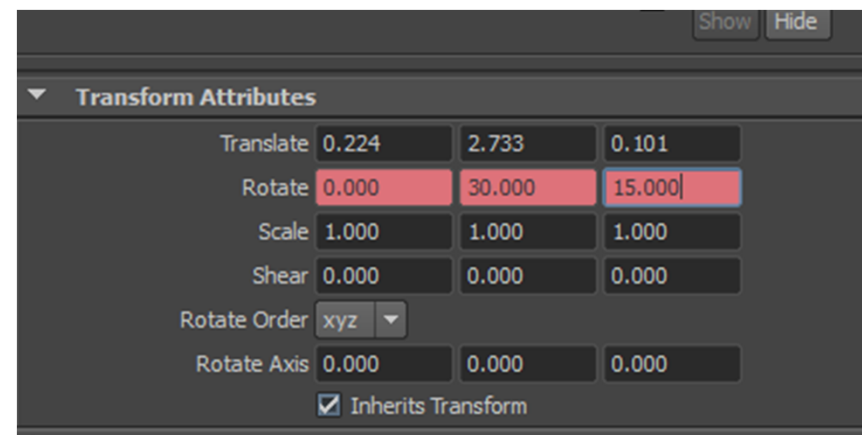 Show Hide
Transform Attributes
Translate 0.224 2.733 0.101
Rotate 0.000 30.000 15.000
Scale 1.000 1.000 1.000
Shear 0.000 0.000 0.000
Rotate Order xyz
Rotate Axis 0.000 0.000 0.000
Inherits Transform